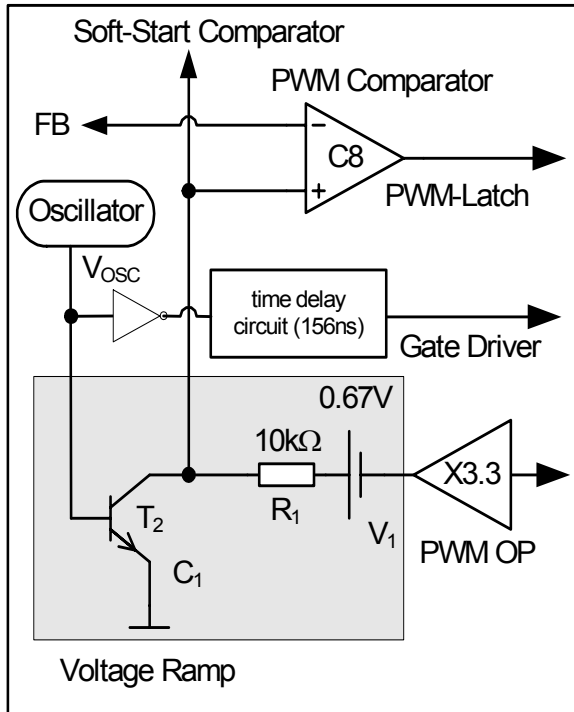 Soft-Start Comparator
PWM Comparator
FB
C8
PWM-Latch
Oscillator
VOSC
time delay
circuit (156ns)
Gate Driver
0.67V
10kΩ
X3.3
R1
V1
T2
PWM OP
C1
Voltage Ramp